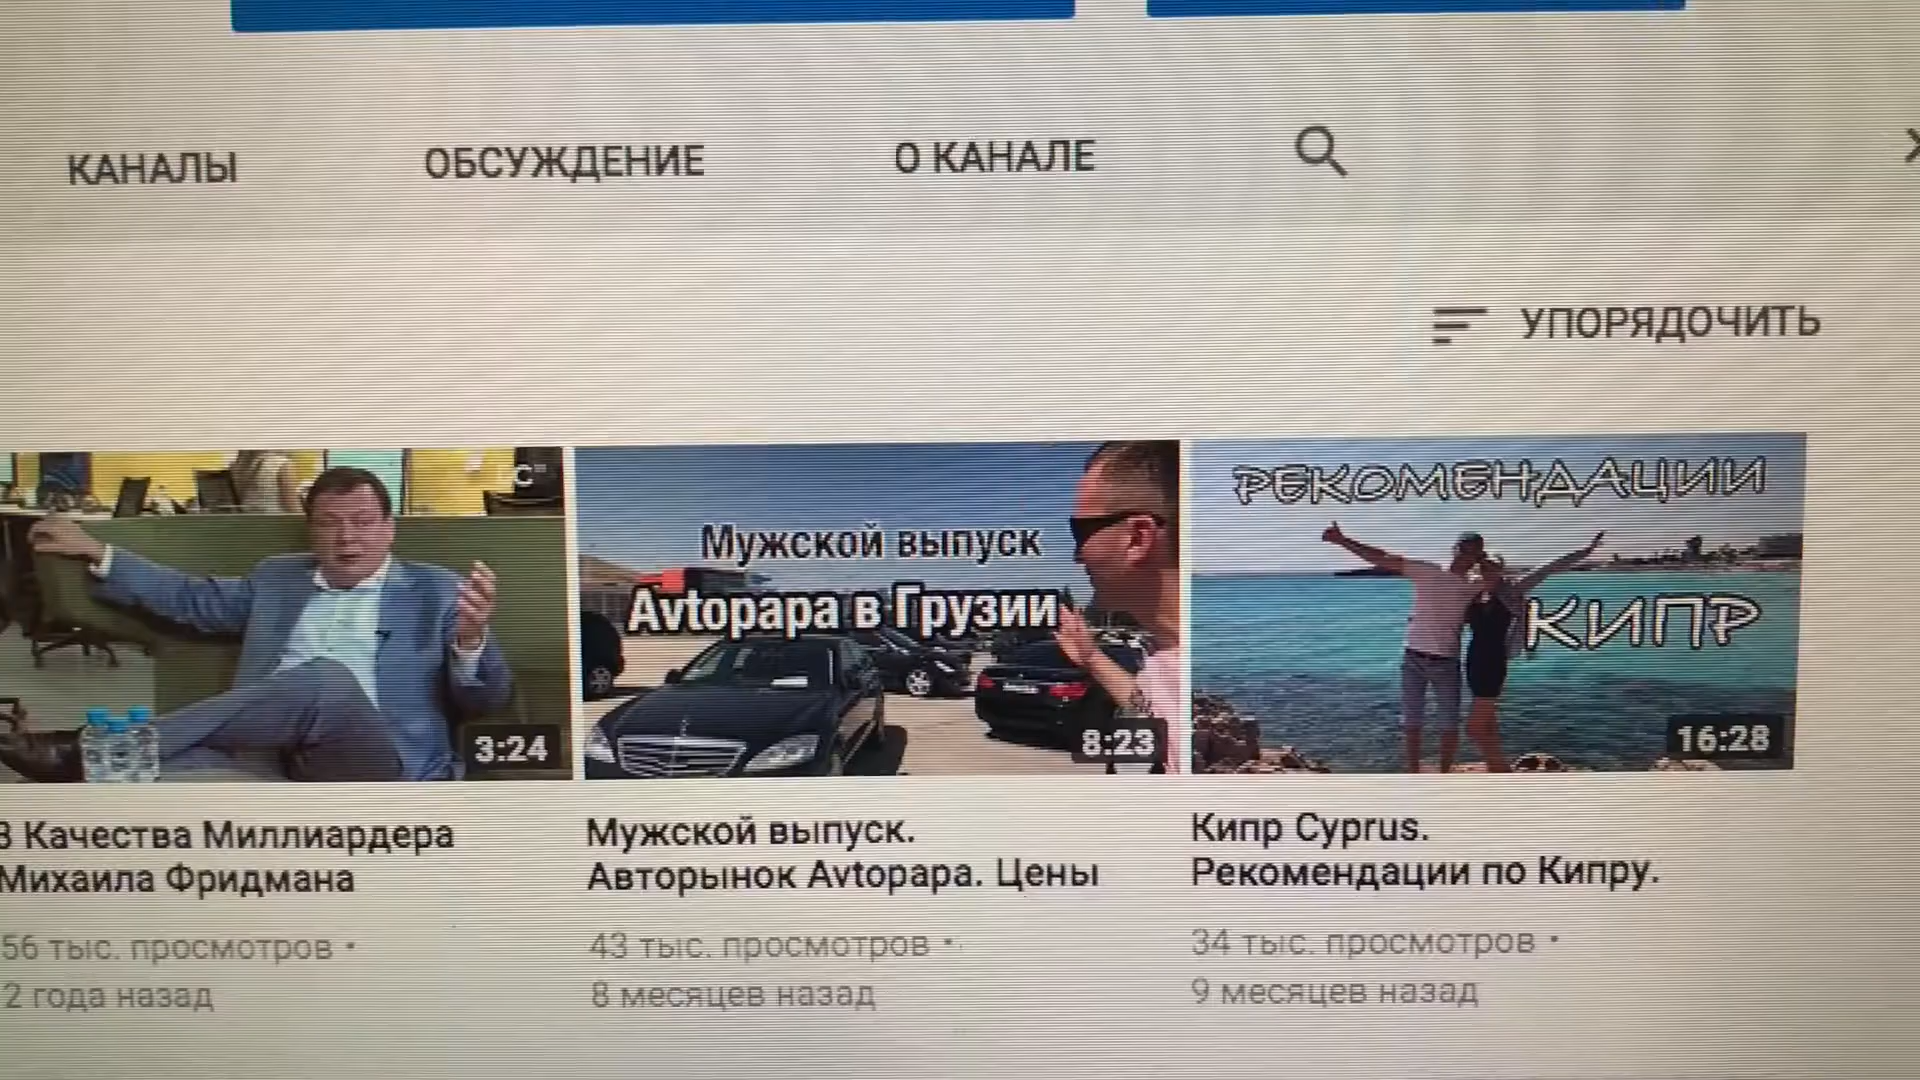 КАНАЛЫ ОБСУЖДЕНИЕ О КАНАЛЕ
УПОРЯДОЧИТЬ
С"
3:24
Мужской выпуск
Avtopapa в Грузии
8:23
РЕКОМЕНДАЦИИ
КИПР
16:28
3 Качества Миллиардера
Михаила Фридмана
56 тыс. просмотров •
2 года назад
Мужской выпуск.
Авторынок Avtopapa. Цены
43 тыс. просмотров •
8 месяцев назад
Кипр Cyprus.
Рекомендации по Кипру.
34 тыс. просмотров •
9 месяцев назад